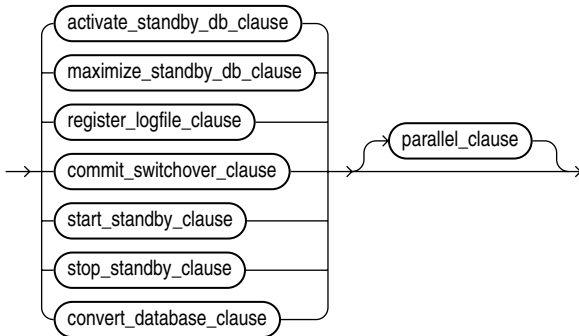 activate_standby_db_clause
maximize_standby_db_clause
register_logfile_clause
commit_switchover_clause
start_standby_clause
stop_standby_clause
convert_database_clause
parallel_clause